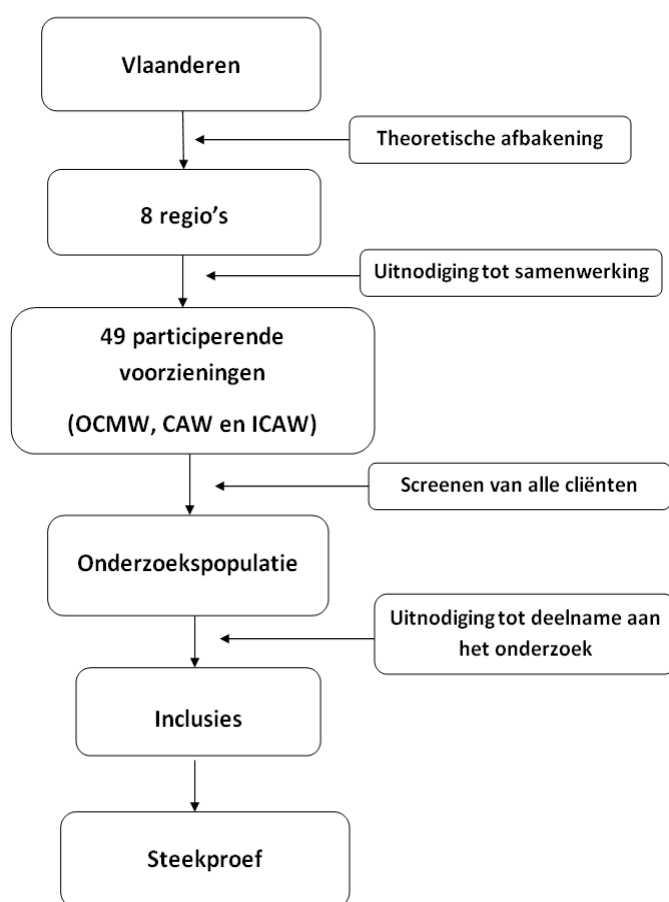 Vlaanderen
Theoretische afbakening
8 regio's
Uitnodiging tot samenwerking
49 participerende
voorzieningen
(OCMW, CAW en ICAW)
Screenen van alle cliënten
Onderzoekspopulatie
Uitnodiging tot deelname aan
het onderzoek
Inclusies
Steekproef